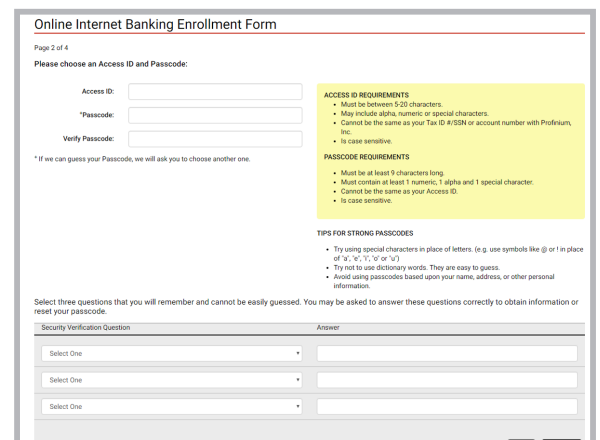 Online Internet Banking Enrollment Form
Page 2 of 4
Please choose an Access ID and Passcode:
Access ID:
*Passcode:
Verify Passcode:
* If we can guess your Passcode, we will ask you to choose another one.
ACCESS ID REQUIREMENTS
• Must be between 5-20 characters.
• May include alpha, numeric or special characters.
• Cannot be the same as your Tax ID #/SSN or account number with Profinium,
Inc.
• Is case sensitive.
PASSCODE REQUIREMENTS
• Must be at least 9 characters long.
• Must contain at least 1 numeric, 1 alpha and 1 special character.
• Cannot be the same as your Access ID.
• Is case sensitive.
TIPS FOR STRONG PASSCODES
• Try using special characters in place of letters. (e.g. use symbols like @ or ! in place
of "a", "e", "i", "o" or "u")
• Try not to use dictionary words. They are easy to guess.
• Avoid using passcodes based upon your name, address, or other personal
information.
Select three questions that you will remember and cannot be easily guessed. You may be asked to answer these questions correctly to obtain information or
reset your passcode.
Security Verification Question Answer
Select One
Select One
Select One